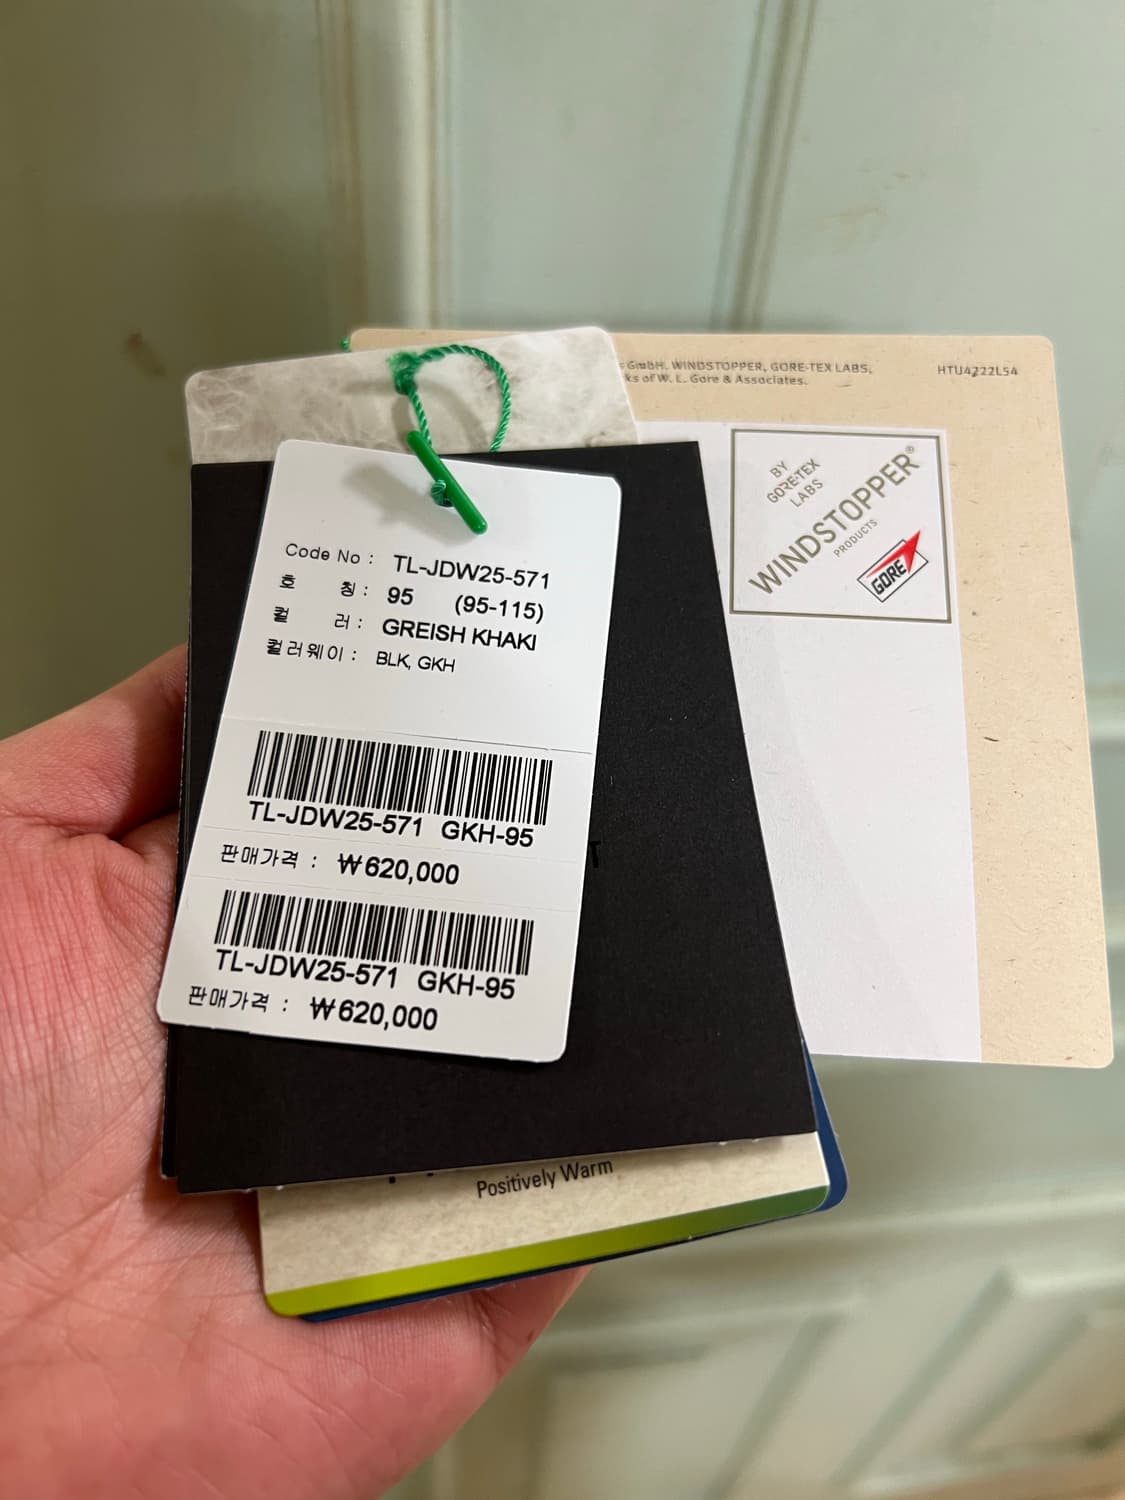 s GmbH. WINDSTOPPER, GORE-TEX LABS,
ks of W. L. Gore & Associates.
HTU4222L54
BY
GORE-TEX
LABS
WINDSTOPPER®
PRODUCTS
GORE
Code No : TL-JDW25-571
호 칭 : 95 (95-115)
컬 러 : GREISH KHAKI
컬러웨이 : BLK, GKH
TL-JDW25-571 GKH-95
판매가격 : ₩620,000
TL-JDW25-571 GKH-95
판매가격 : ₩620,000
T
Positively Warm